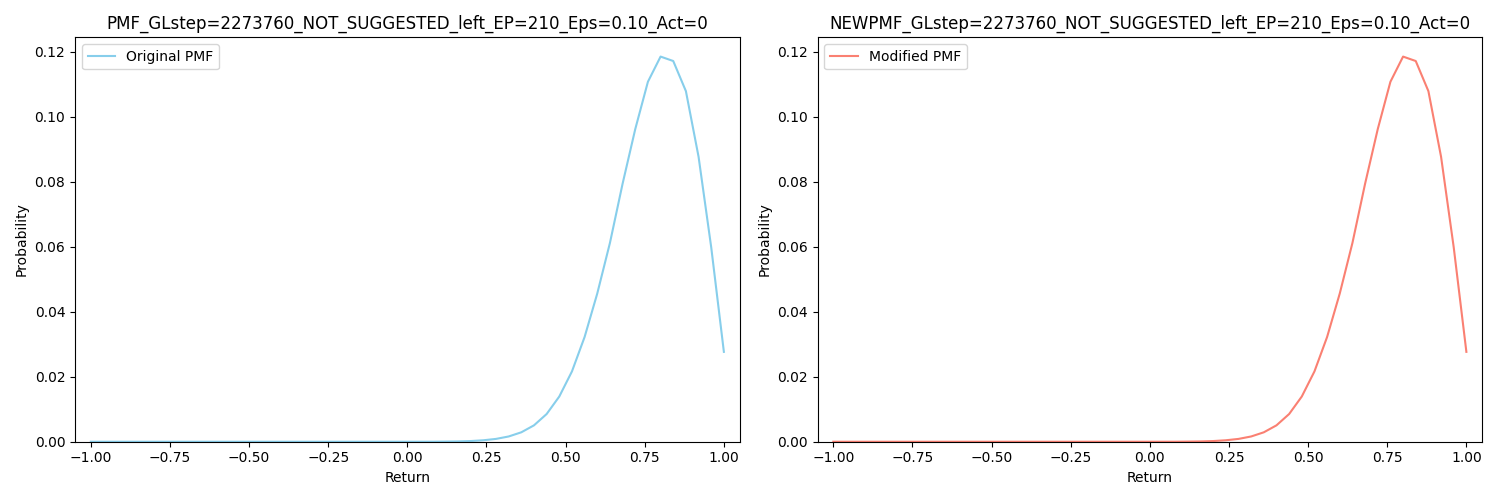 PMF_GLstep=2273760_NOT_SUGGESTED_left_EP=210_Eps=0.10_Act=0
Original PMF
0.12
0.10
0.08
0.06
0.04
0.02
0.00
Probability
−1.00 −0.75 −0.50 −0.25 0.00 0.25 0.50 0.75 1.00
Return
NEWPMF_GLstep=2273760_NOT_SUGGESTED_left_EP=210_Eps=0.10_Act=0
Modified PMF
0.12
0.10
0.08
0.06
0.04
0.02
0.00
Probability
−1.00 −0.75 −0.50 −0.25 0.00 0.25 0.50 0.75 1.00
Return